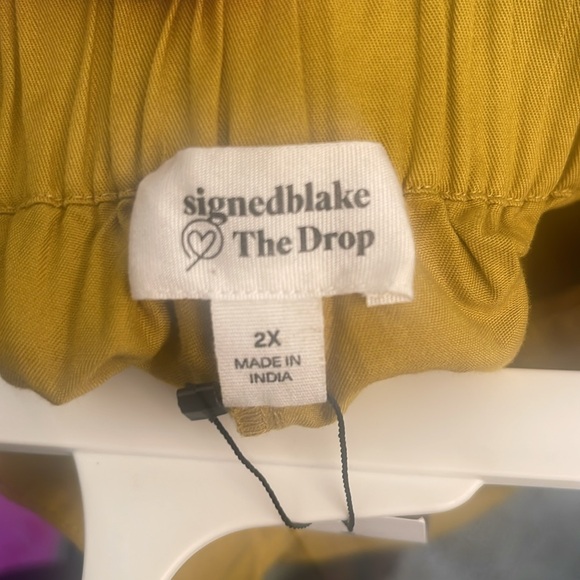 signedblake
The Drop
2X
MADE IN
INDIA